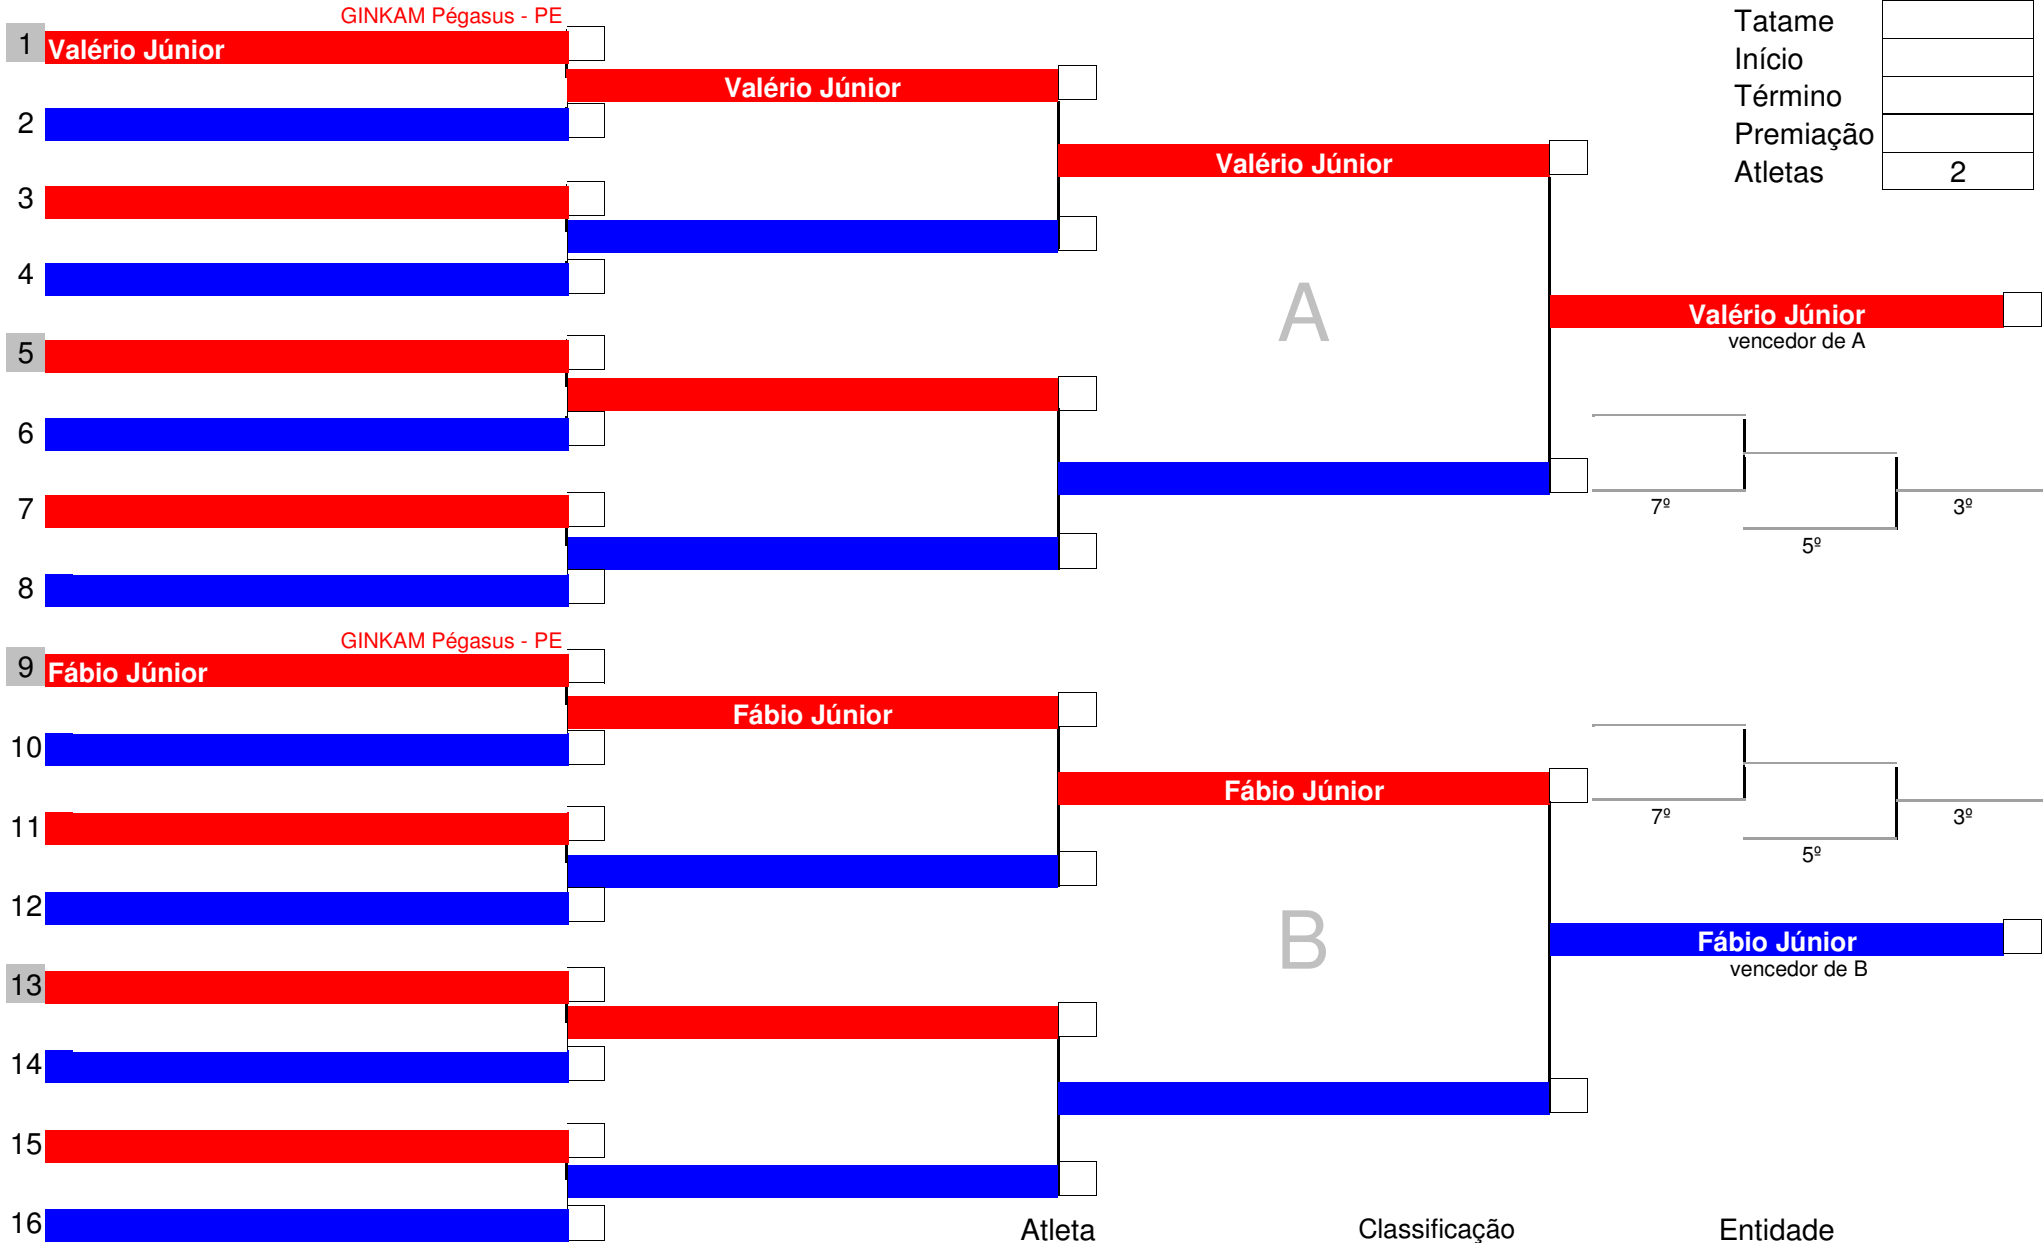 GINKAM Pégasus - PE
1 Valério Júnior
Valério Júnior
2
Valério Júnior
3
4
Valério Júnior
vencedor de A
A
5
6
7
8
7º
5º
3º
Tatame
Início
Término
Premiação
Atletas 2
GINKAM Pégasus - PE
9 Fábio Júnior
Fábio Júnior
10
Fábio Júnior
11
12
7º
5º
3º
B
Fábio Júnior
vencedor de B
13
14
15
16
Atleta Classificação Entidade